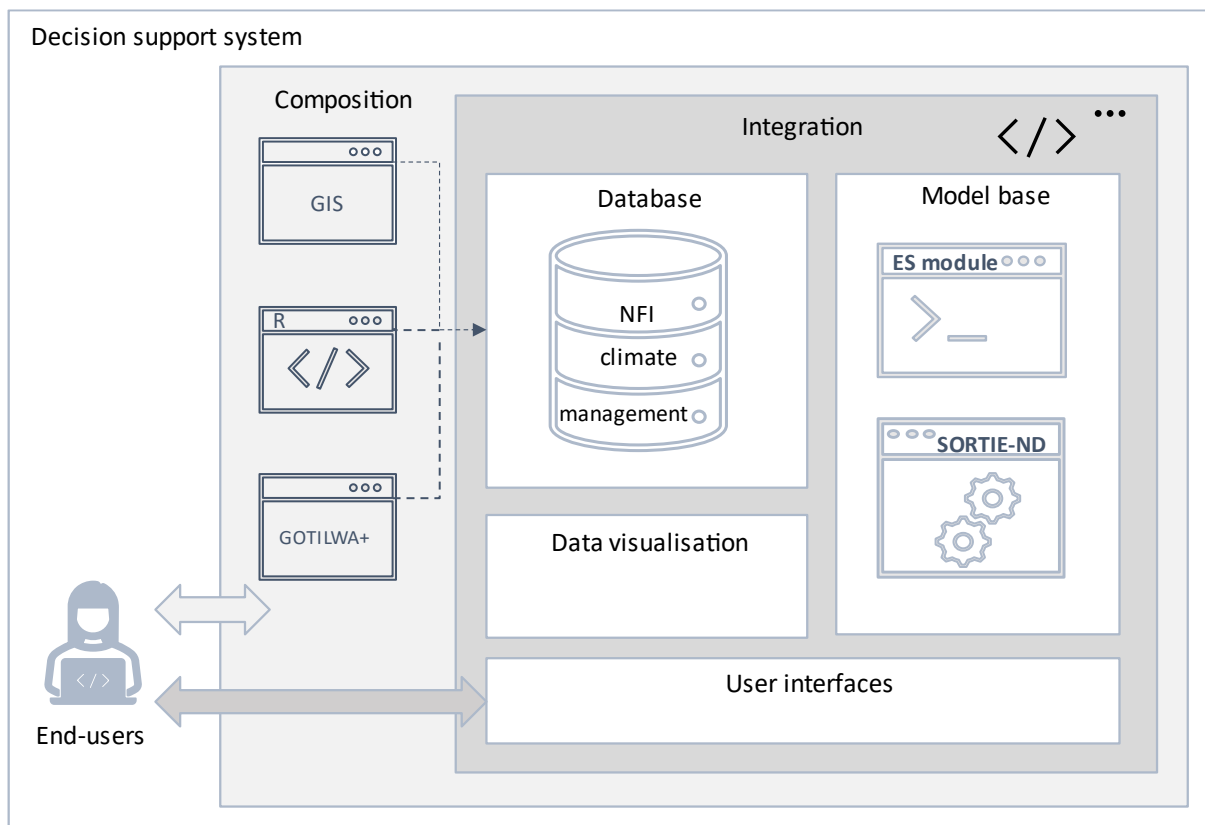 Decision support system
Composition
Integration
</>
...
GIS
R
</>
GOTILWA+
Database
NFI
climate
management
Model base
ES module
>_
SORTIE-ND
Data visualisation
User interfaces
</>
End-users